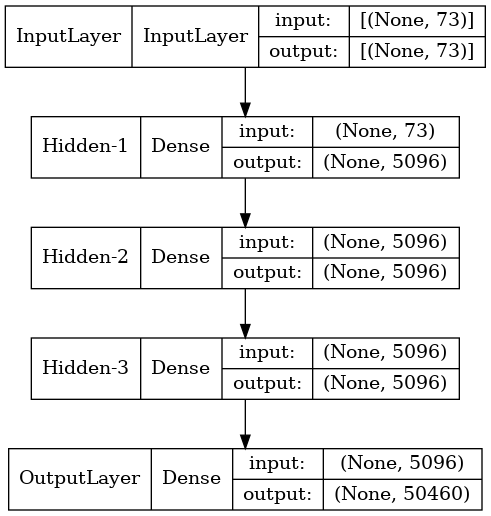 InputLayer InputLayer input: [(None, 73)]
output: [(None, 73)]
Hidden-1 Dense input: (None, 73)
output: (None, 5096)
Hidden-2 Dense input: (None, 5096)
output: (None, 5096)
Hidden-3 Dense input: (None, 5096)
output: (None, 5096)
OutputLayer Dense input: (None, 5096)
output: (None, 50460)